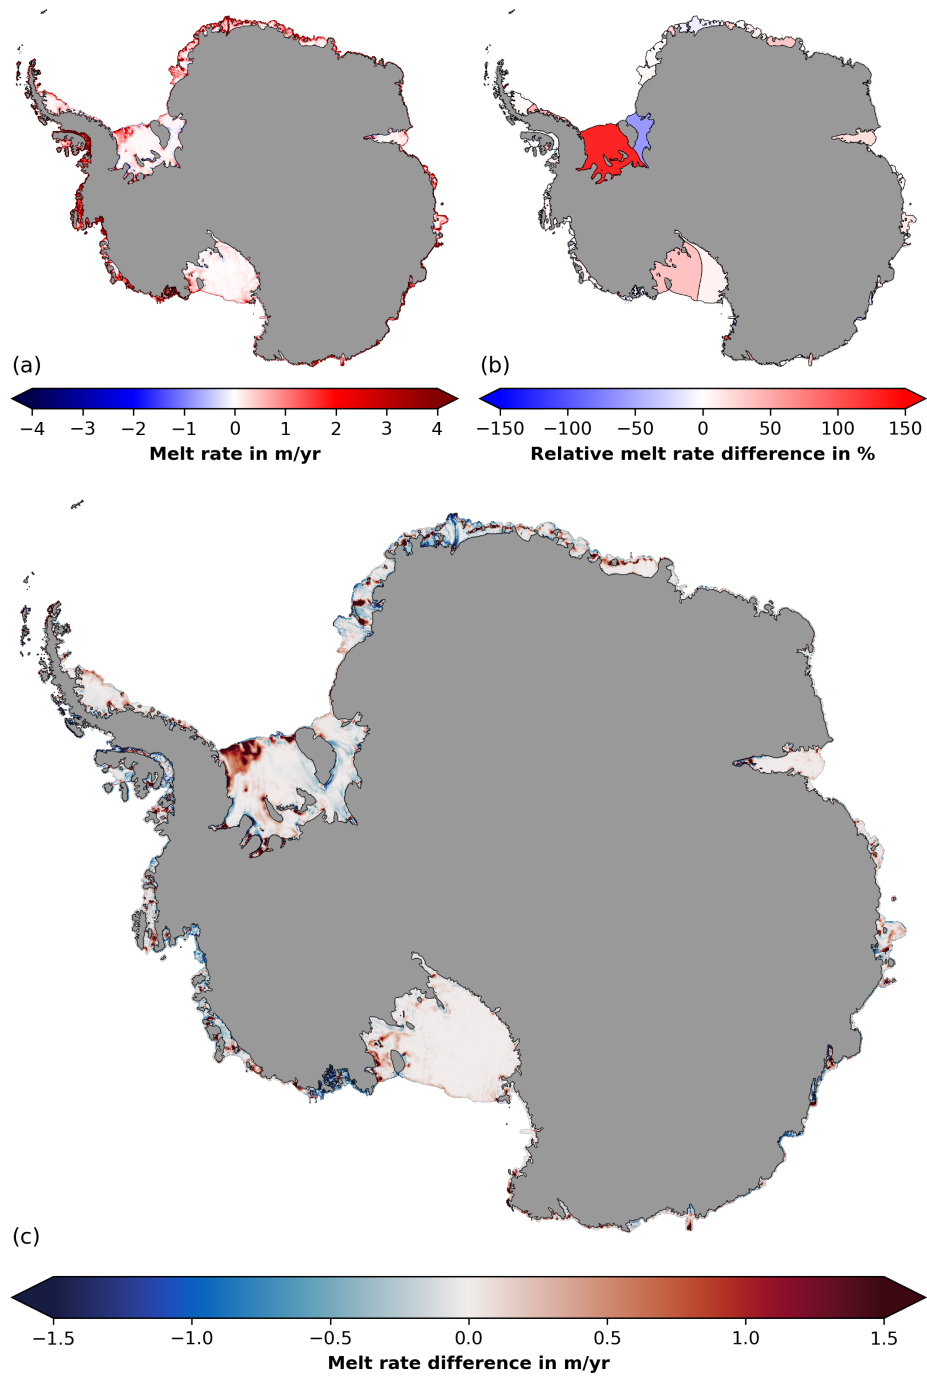 (a)
(b)
−4 −3 −2 −1 0 1 2 3 4
Melt rate in m/yr
−150 −100 −50 0 50 100 150
Relative melt rate difference in %
(c)
−1.5 −1.0 −0.5 0.0 0.5 1.0 1.5
Melt rate difference in m/yr